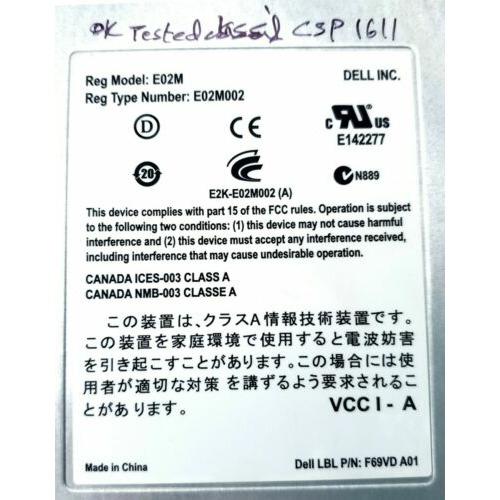 OK Tested CSP 1611
Reg Model: E02M DELL INC.
Reg Type Number: E02M002
D CE c RU us
E142277
20 N889
E2K-E02M002 (A)
This device complies with part 15 of the FCC rules. Operation is subject
to the following two conditions: (1) this device may not cause harmful
interference and (2) this device must accept any interference received,
including interference that may cause undesirable operation.
CANADA ICES-003 CLASS A
CANADA NMB-003 CLASSE A
この装置は、クラスA情報技術装置です。
この装置を家庭環境で使用すると電波妨害
を引き起こすことがあります。この場合には使
用者が適切な対策 を講ずるよう要求されるこ
とがあります。 VCCI-A
Made in China Dell LBL P/N: F69VD A01